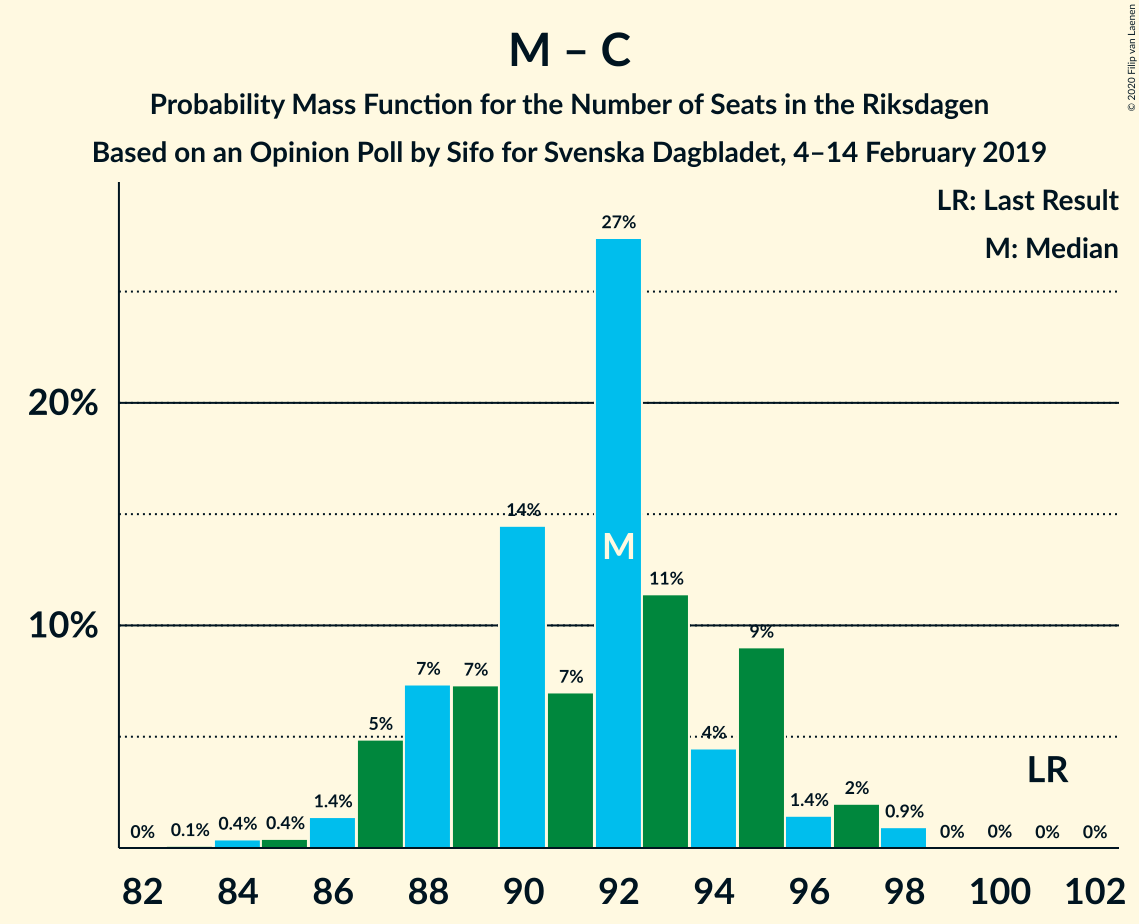 M – C
Probability Mass Function for the Number of Seats in the Riksdagen
Based on an Opinion Poll by Sifo for Svenska Dagbladet, 4–14 February 2019
© 2020 Filip van Laenen
LR: Last Result
M: Median
20%
10%
0%
0.1%
0.4%
0.4%
1.4%
5%
7%
7%
14%
7%
27%
M
11%
4%
9%
1.4%
2%
0.9%
0%
0%
0%
0%
LR
82 84 86 88 90 92 94 96 98 100 102